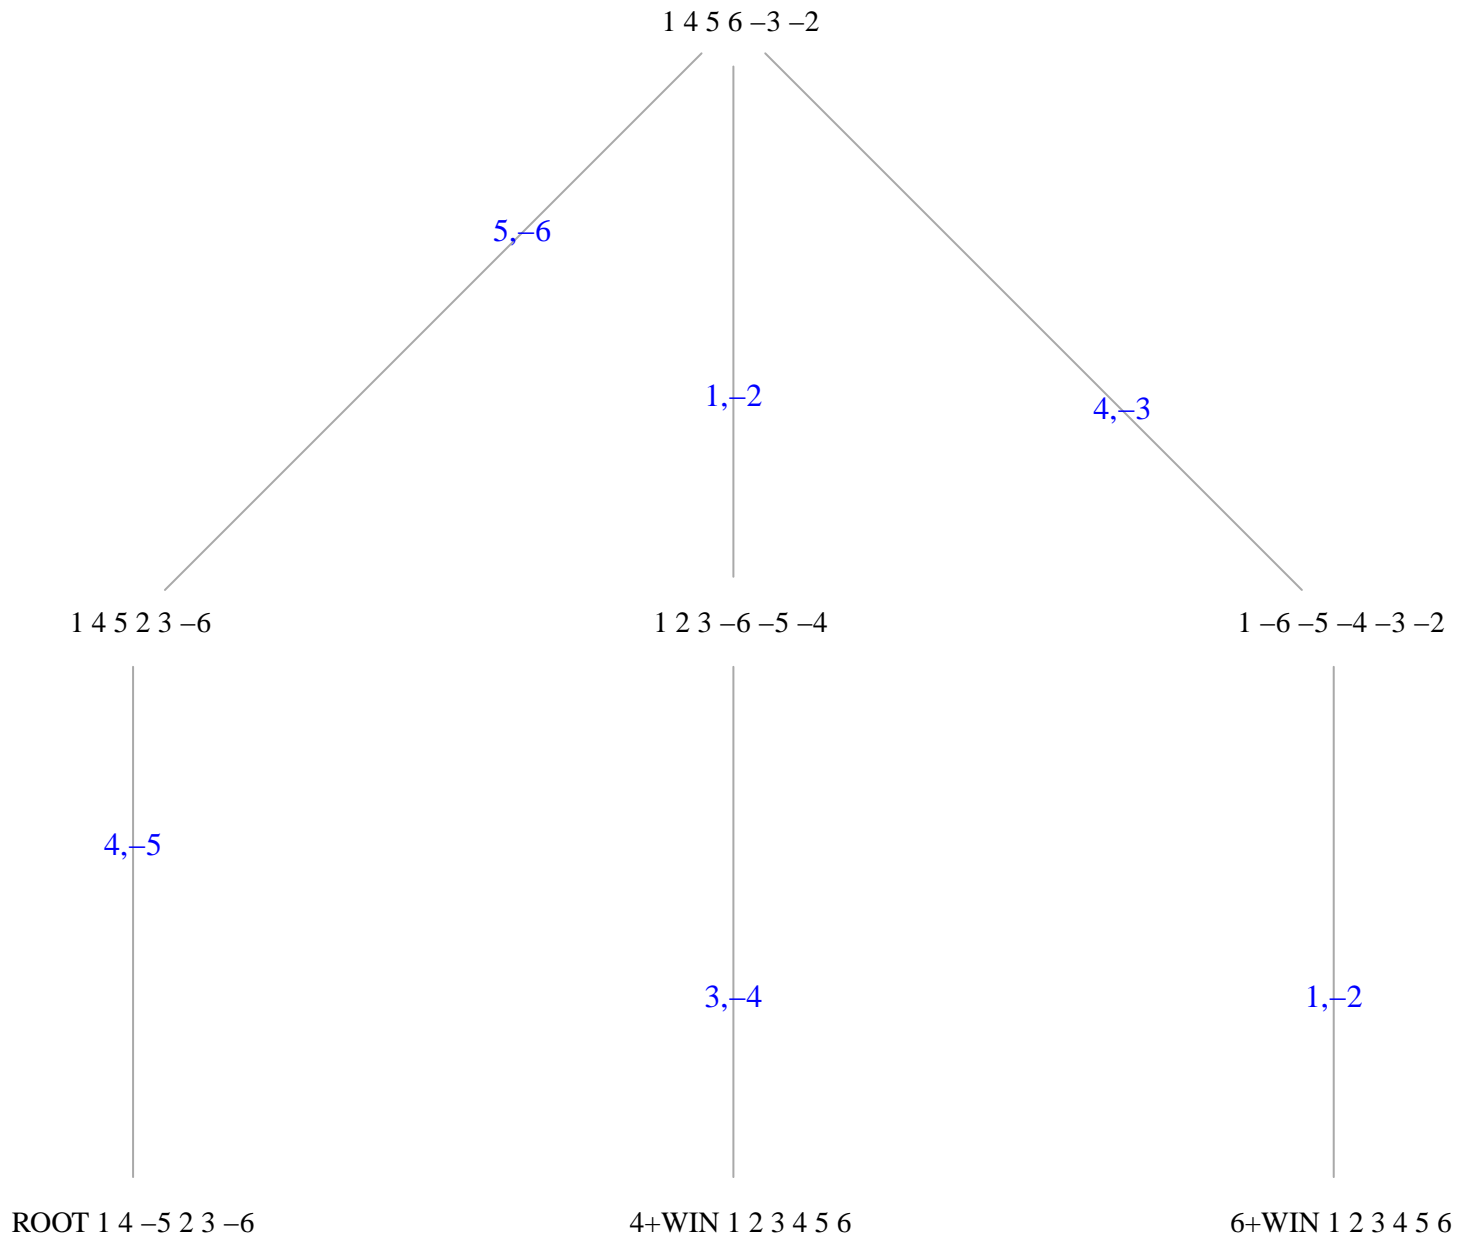 1 4 5 6 –3 –2
5,–6
1,–2
4,–3
1 4 5 2 3 –6
1 2 3 –6 –5 –4
1 –6 –5 –4 –3 –2
4,–5
3,–4
1,–2
ROOT 1 4 –5 2 3 –6
4+WIN 1 2 3 4 5 6
6+WIN 1 2 3 4 5 6